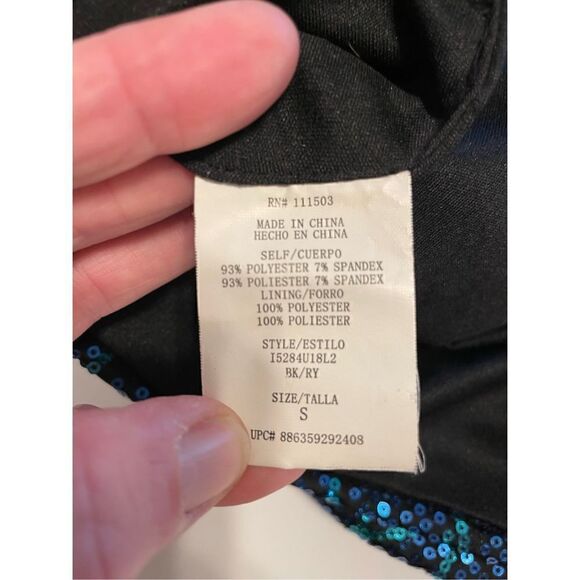 RN# 111503
MADE IN CHINA
HECHO EN CHINA
SELF/CUERPO
93% POLYESTER 7% SPANDEX
93% POLIESTER 7% SPANDEX
LINING/FORRO
100% POLYESTER
100% POLIESTER
STYLE/ESTILO
I5284U18L2
BK/RY
SIZE/TALLA
S
UPC# 886359292408